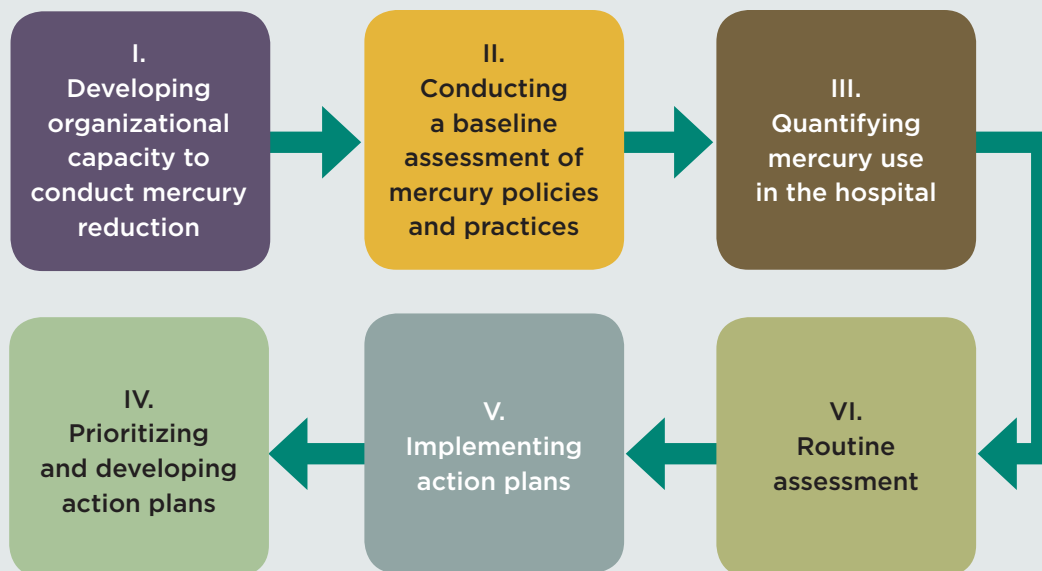 I.
Developing
organizational
capacity to
conduct mercury
reduction
II.
Conducting
a baseline
assessment of
mercury policies
and practices
III.
Quantifying
mercury use
in the hospital
IV.
Prioritizing
and developing
action plans
V.
Implementing
action plans
VI.
Routine
assessment